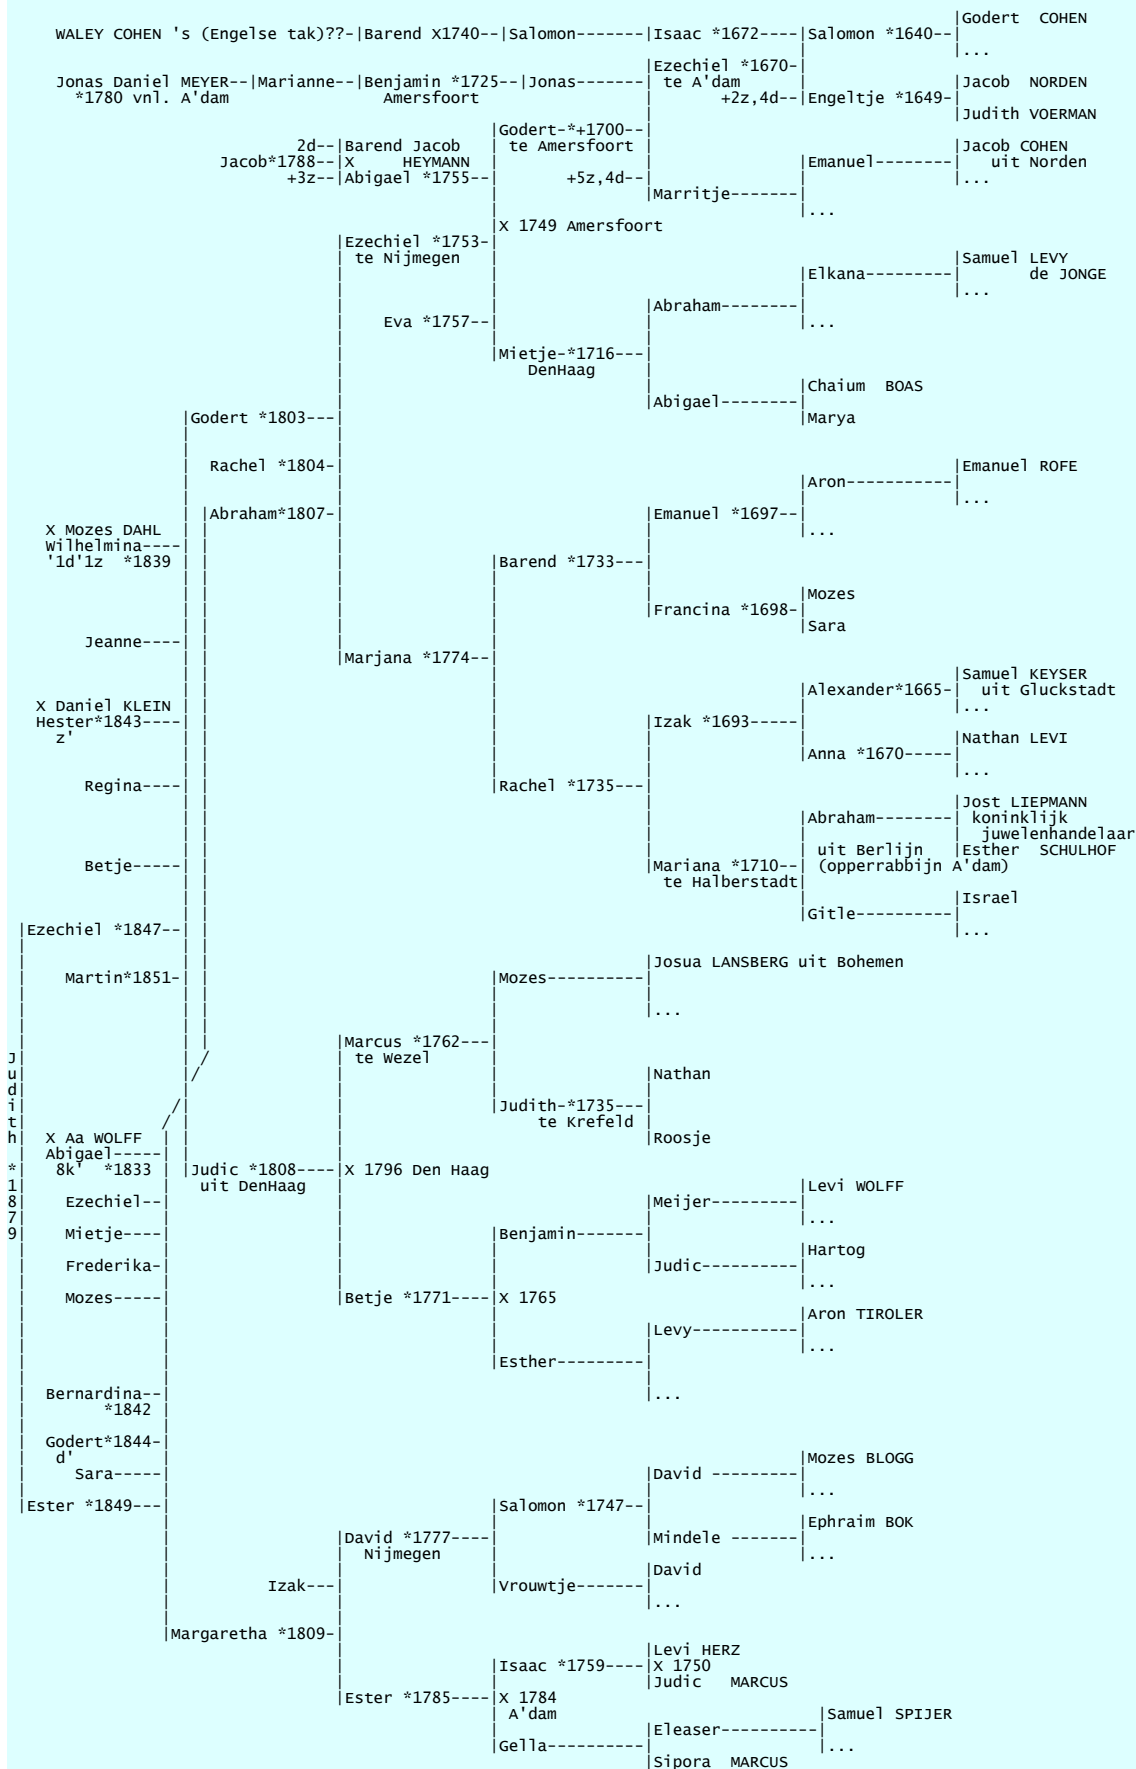 |Godert  COHEN
WALEY COHEN 's (Engelse tak)??-|Barend X1740--|Salomon-------|Isaac *1672----|Salomon *1640--|
|...
|Ezechiel *1670-|
Jonas Daniel MEYER--|Marianne--|Benjamin *1725--|Jonas-------| te A'dam |Jacob  NORDEN
*1780 vnl. A'dam Amersfoort +2z,4d--|Engeltje *1649-|
|Judith VOERMAN
|Godert-*+1700--|
2d--|Barend Jacob | te Amersfoort |Jacob COHEN
Jacob*1788--|X     HEYMANN |Emanuel--------| uit Norden
+3z--|Abigael *1755--| +5z,4d--| |...
|Marritje-------|
|...
|X 1749 Amersfoort
|Ezechiel *1753-|
te Nijmegen |Samuel LEVY
|Elkana---------| de JONGE
|...
|Abraham--------|
Eva *1757--| |...
|Mietje-*1716---|
DenHaag
|Chaium  BOAS
|Abigael--------|
|Godert *1803---| |Marya
Rachel *1804-| |Emanuel ROFE
|Aron-----------|
|...
|Abraham*1807-| |Emanuel *1697--|
X Mozes DAHL |...
Wilhelmina----|
'1d'1z  *1839 |Barend *1733---|
|Mozes
|Francina *1698-|
|Sara
Jeanne----|
|Marjana *1774--|
|Samuel KEYSER
|Alexander*1665-| uit Gluckstadt
X Daniel KLEIN |...
Hester*1843----| |Izak *1693-----|
z' |Nathan LEVI
|Anna *1670-----|
|...
Regina----| |Rachel *1735---|
|Jost LIEPMANN
|Abraham--------| koninklijk
juwelenhandelaar
uit Berlijn |Esther  SCHULHOF
Betje-----| |Mariana *1710--| (opperrabbijn A'dam)
te Halberstadt|
|Israel
|Gitle----------|
|Ezechiel *1847--| |...
|Josua LANSBERG uit Bohemen
Martin*1851-| |Mozes----------|
|...
|Marcus *1762---|
te Wezel
|Nathan
|Judith-*1735---|
te Krefeld
X Aa WOLFF |Roosje
Abigael-----|
8k'  *1833 |Judic *1808----|X 1796 Den Haag
uit DenHaag |Levi WOLFF
Ezechiel--| |Meijer---------|
|...
Mietje----| |Benjamin-------|
|Hartog
Frederika-| |Judic----------|
|...
Mozes-----| |Betje *1771----|X 1765
|Aron TIROLER
|Levy-----------|
|...
|Esther---------|
Bernardina--| |...
*1842
Godert*1844-|
d' |Mozes BLOGG
Sara-----| |David ---------|
|...
|Ester *1849---| |Salomon *1747--|
|Ephraim BOK
|David *1777----| |Mindele -------|
Nijmegen |...
|David
Izak---| |Vrouwtje-------|
|...
|Margaretha *1809-|
|Levi HERZ
|Isaac *1759----|X 1750
|Judic   MARCUS
|Ester *1785----|X 1784
A'dam |Samuel SPIJER
|Eleaser----------|
|Gella----------| |...
|Sipora  MARCUS
Judith *1879